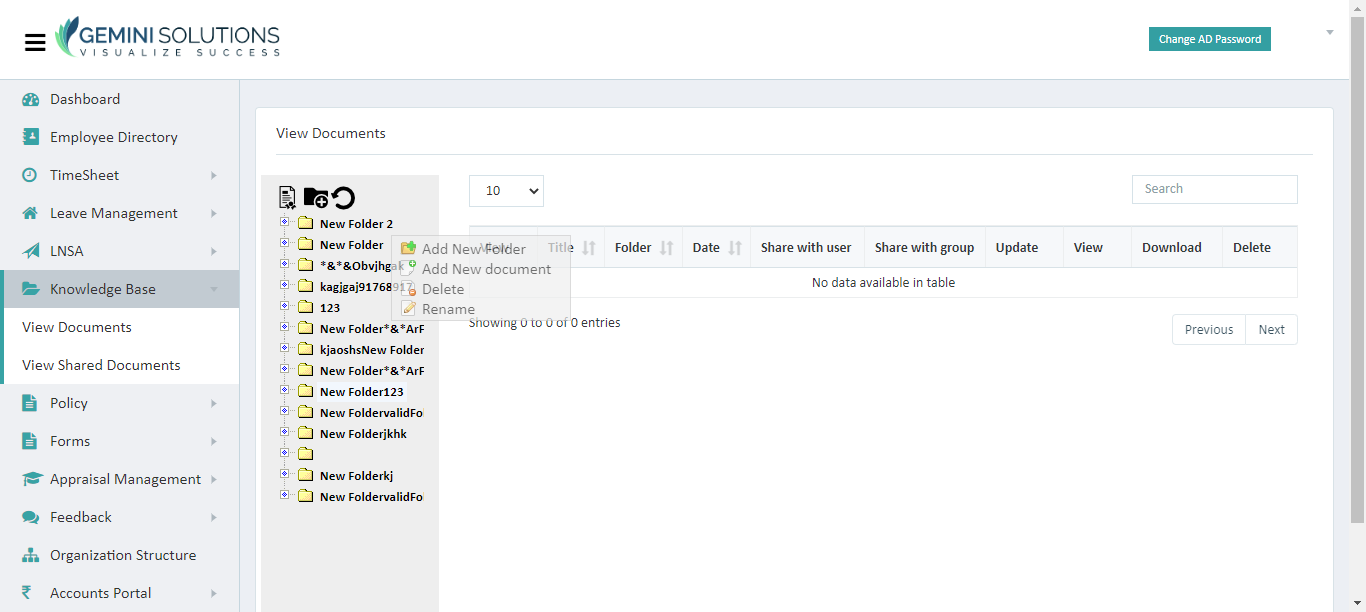 GEMINI SOLUTIONS
VISUALIZE SUCCESS
Change AD Password
Dashboard
Employee Directory
TimeSheet
Leave Management
LNSA
Knowledge Base
View Documents
View Shared Documents
Policy
Forms
Appraisal Management
Feedback
Organization Structure
Accounts Portal
View Documents
New Folder 2
New Folder
*&*&Obvjhgak
kagjgaj91768917
123
New Folder*&*ArF
kjaoshsNew Folder
New Folder*&*ArF
New Folder123
New FoldervalidFo
New Folderjkhk
New Folderkj
New FoldervalidFo
Add New Folder
Add New document
Delete
Rename
10
Search
Title Folder Date Share with user Share with group Update View Download Delete
No data available in table
Showing 0 to 0 of 0 entries
Previous Next